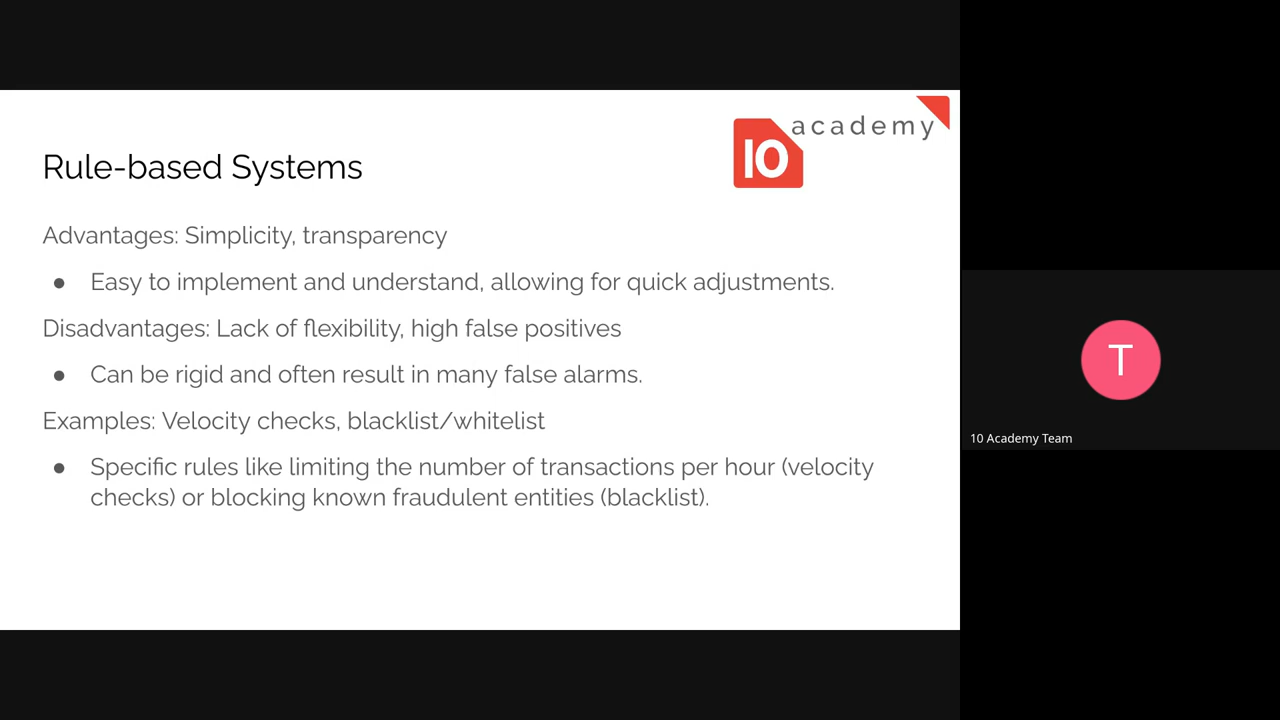 10 academy
Rule-based Systems
Advantages: Simplicity, transparency
● Easy to implement and understand, allowing for quick adjustments.
Disadvantages: Lack of flexibility, high false positives
● Can be rigid and often result in many false alarms.
Examples: Velocity checks, blacklist/whitelist
● Specific rules like limiting the number of transactions per hour (velocity
checks) or blocking known fraudulent entities (blacklist).
T
10 Academy Team